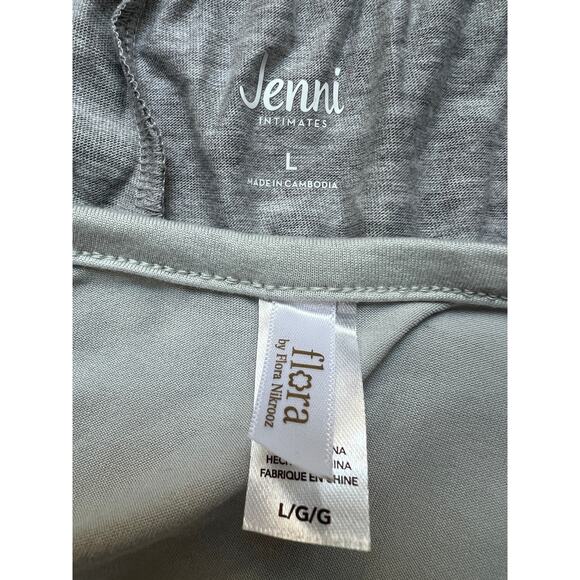 Jenni
INTIMATES
L
MADE IN CAMBODIA
flora
by Flora Nikrooz
FABRIQUE EN CHINE
L/G/G